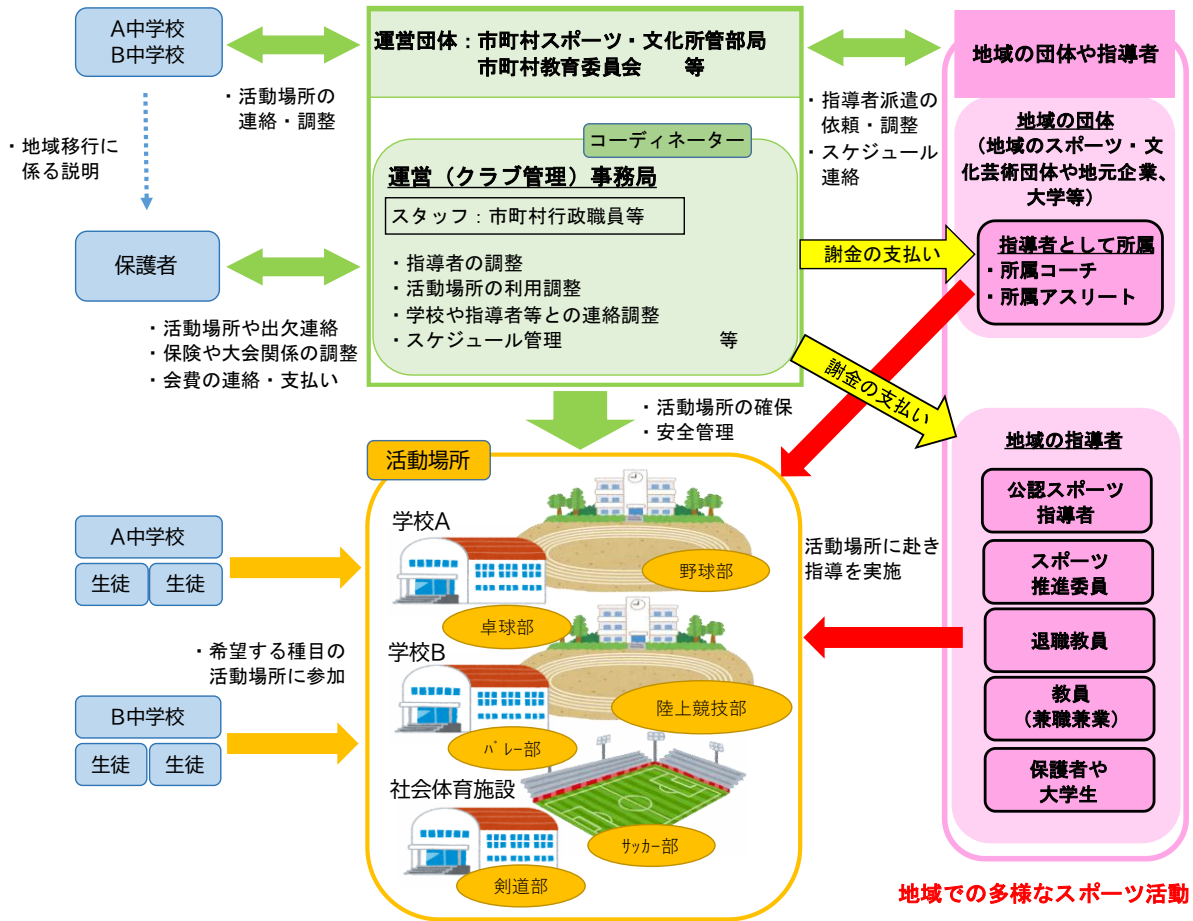 A中学校
B中学校
・活動場所の
連絡・調整
・地域移行に
係る説明
保護者
・活動場所や出欠連絡
・保険や大会関係の調整
・会費の連絡・支払い
運営団体：市町村スポーツ・文化所管部局
市町村教育委員会　　等
コーディネーター
運営（クラブ管理）事務局
スタッフ：市町村行政職員等
・指導者の調整
・活動場所の利用調整
・学校や指導者等との連絡調整
・スケジュール管理　　　　　　　等
・指導者派遣の
依頼・調整
・スケジュール
連絡
地域の団体や指導者
地域の団体
（地域のスポーツ・文
化芸術団体や地元企業、
大学等）
指導者として所属
・所属コーチ
・所属アスリート
謝金の支払い
謝金の支払い
・活動場所の確保
・安全管理
地域の指導者
公認スポーツ
指導者
スポーツ
推進委員
退職教員
教員
（兼職兼業）
保護者や
大学生
活動場所に赴き
指導を実施
活動場所
学校A
野球部
卓球部
学校B
陸上競技部
ﾊﾞﾚｰ部
社会体育施設
ｻｯｶｰ部
剣道部
A中学校
生徒
生徒
・希望する種目の
活動場所に参加
B中学校
生徒
生徒
地域での多様なスポーツ活動